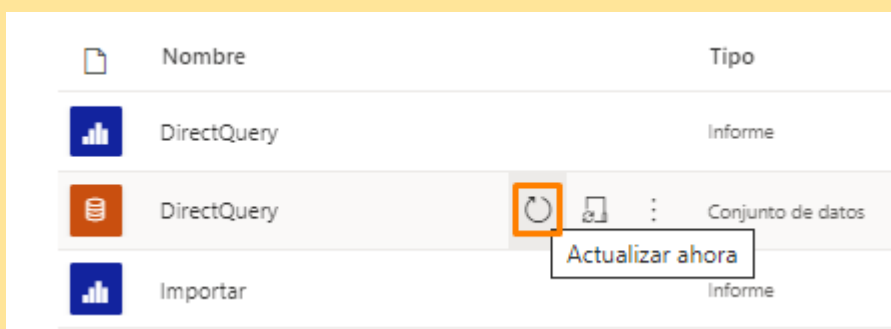 Nombre Tipo
DirectQuery Informe
DirectQuery Conjunto de datos
Actualizar ahora
Importar Informe